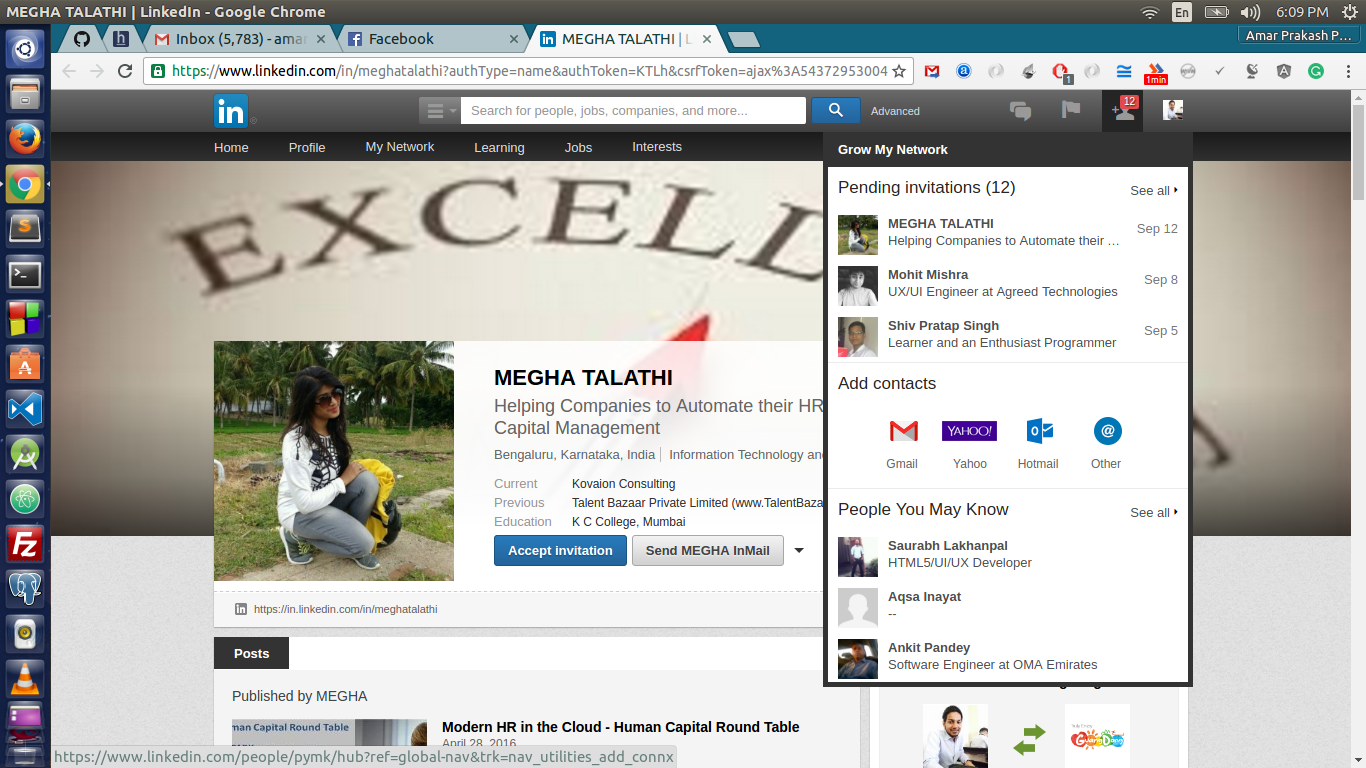 MEGHA TALATHI | LinkedIn - Google Chrome
En
6:09 PM
Inbox (5,783) - amar
Facebook
MEGHA TALATHI | L
Amar Prakash P...
https://www.linkedin.com/in/meghatalathi?authType=name&authToken=KTLh&csrfToken=ajax%3A54372953004
1
1min
in
Search for people, jobs, companies, and more...
Advanced
12
Home
Profile
My Network
Learning
Jobs
Interests
Grow My Network
EXCELL
Pending invitations (12)
See all
MEGHA TALATHI
Sep 12
Helping Companies to Automate their ...
Mohit Mishra
Sep 8
UX/UI Engineer at Agreed Technologies
Shiv Pratap Singh
Sep 5
Learner and an Enthusiast Programmer
Add contacts
YAHOO!
Gmail
Yahoo
Hotmail
Other
People You May Know
See all
Saurabh Lakhanpal
HTML5/UI/UX Developer
Aqsa Inayat
--
Ankit Pandey
Software Engineer at OMA Emirates
MEGHA TALATHI
Helping Companies to Automate their HR
Capital Management
Bengaluru, Karnataka, India
Information Technology an
Current
Kovaion Consulting
Previous
Talent Bazaar Private Limited (www.TalentBaza
Education
K C College, Mumbai
Accept invitation
Send MEGHA InMail
https://in.linkedin.com/in/meghatalathi
Posts
Published by MEGHA
man Capital Round Table
Modern HR in the Cloud - Human Capital Round Table
April 28, 2016
https://www.linkedin.com/people/pymk/hub?ref=global-nav&trk=nav_utilities_add_connx